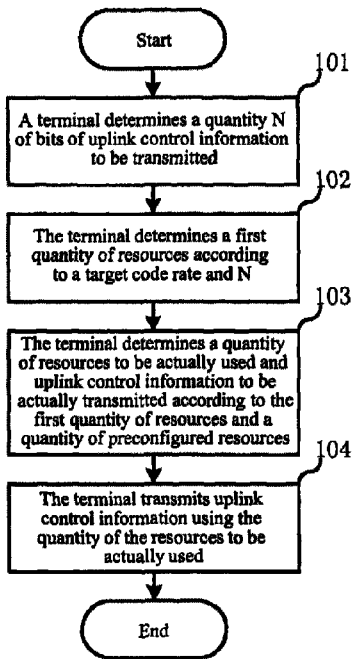 Start
101
A terminal determines a quantity N
of bits of uplink control information
to be transmitted
102
The terminal determines a first
quantity of resources according
to a target code rate and N
103
The terminal determines a quantity
of resources to be actually used and
uplink control information to be
actually transmitted according to the
first quantity of resources and a
quantity of preconfigured resources
104
The terminal transmits uplink
control information using the
quantity of the resources to be
actually used
End